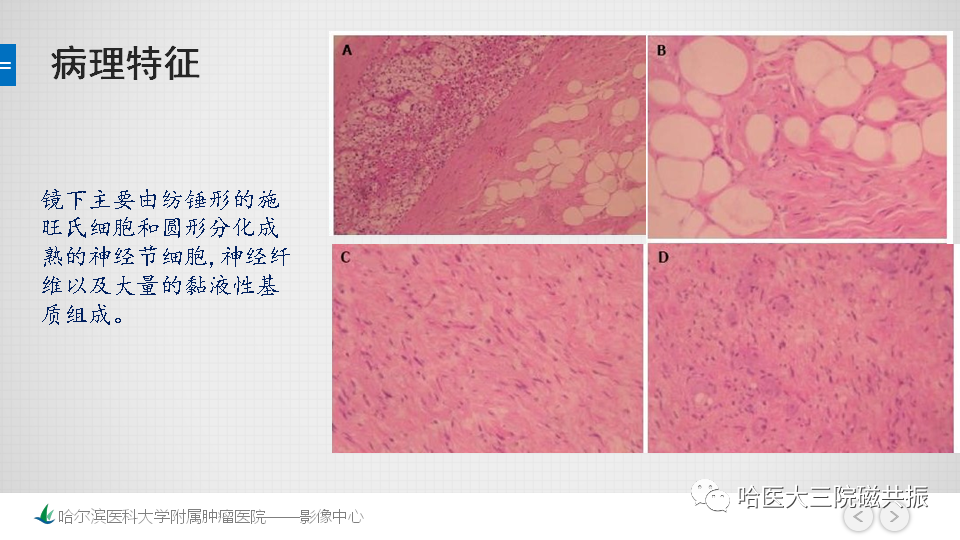 病理特征
镜下主要由纺锤形的施
旺氏细胞和圆形分化成
熟的神经节细胞,神经纤
维以及大量的黏液性基
质组成。
A
B
C
D
哈尔滨医科大学附属肿瘤医院——影像中心
哈医大三院磁共振